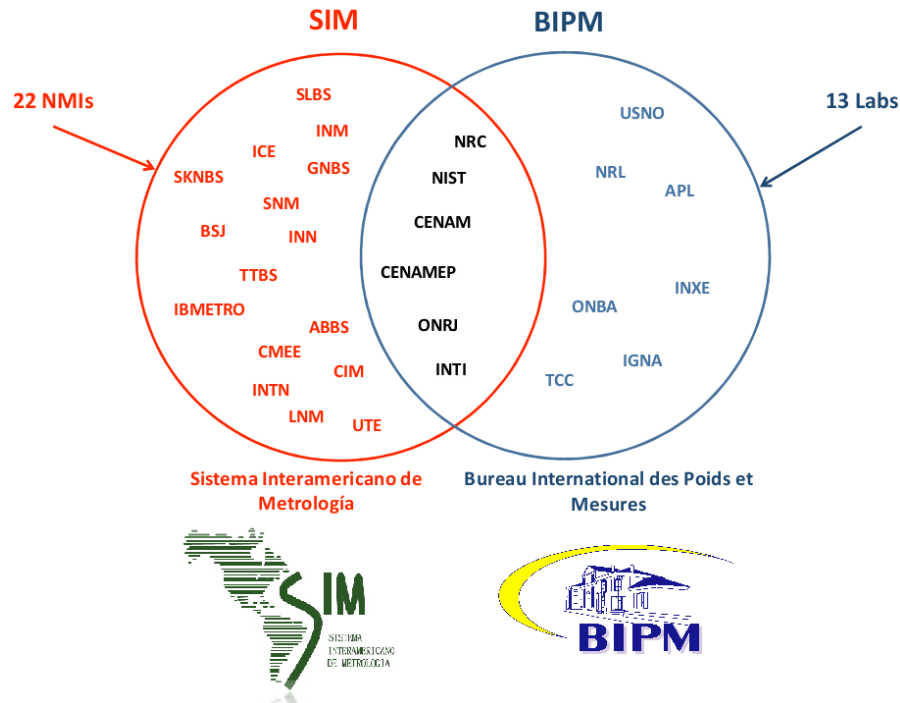 SIM
BIPM
22 NMIs
13 Labs
SLBS
USNO
INM
NRC
ICE
GNBS
NRL
SKNBS
NIST
APL
SNM
CENAM
BSJ
INN
TTBS
CENAMEP
INXE
IBMETRO
ONBA
ABBS
ONRJ
CMEE
IGNA
CIM
INTI
TCC
INTN
LNM
UTE
Sistema Interamericano de
Metrología
Bureau International des Poids et
Mesures
SIM
SISTEMA
INTERAMERICANO
DE METROLOGIA
BIPM